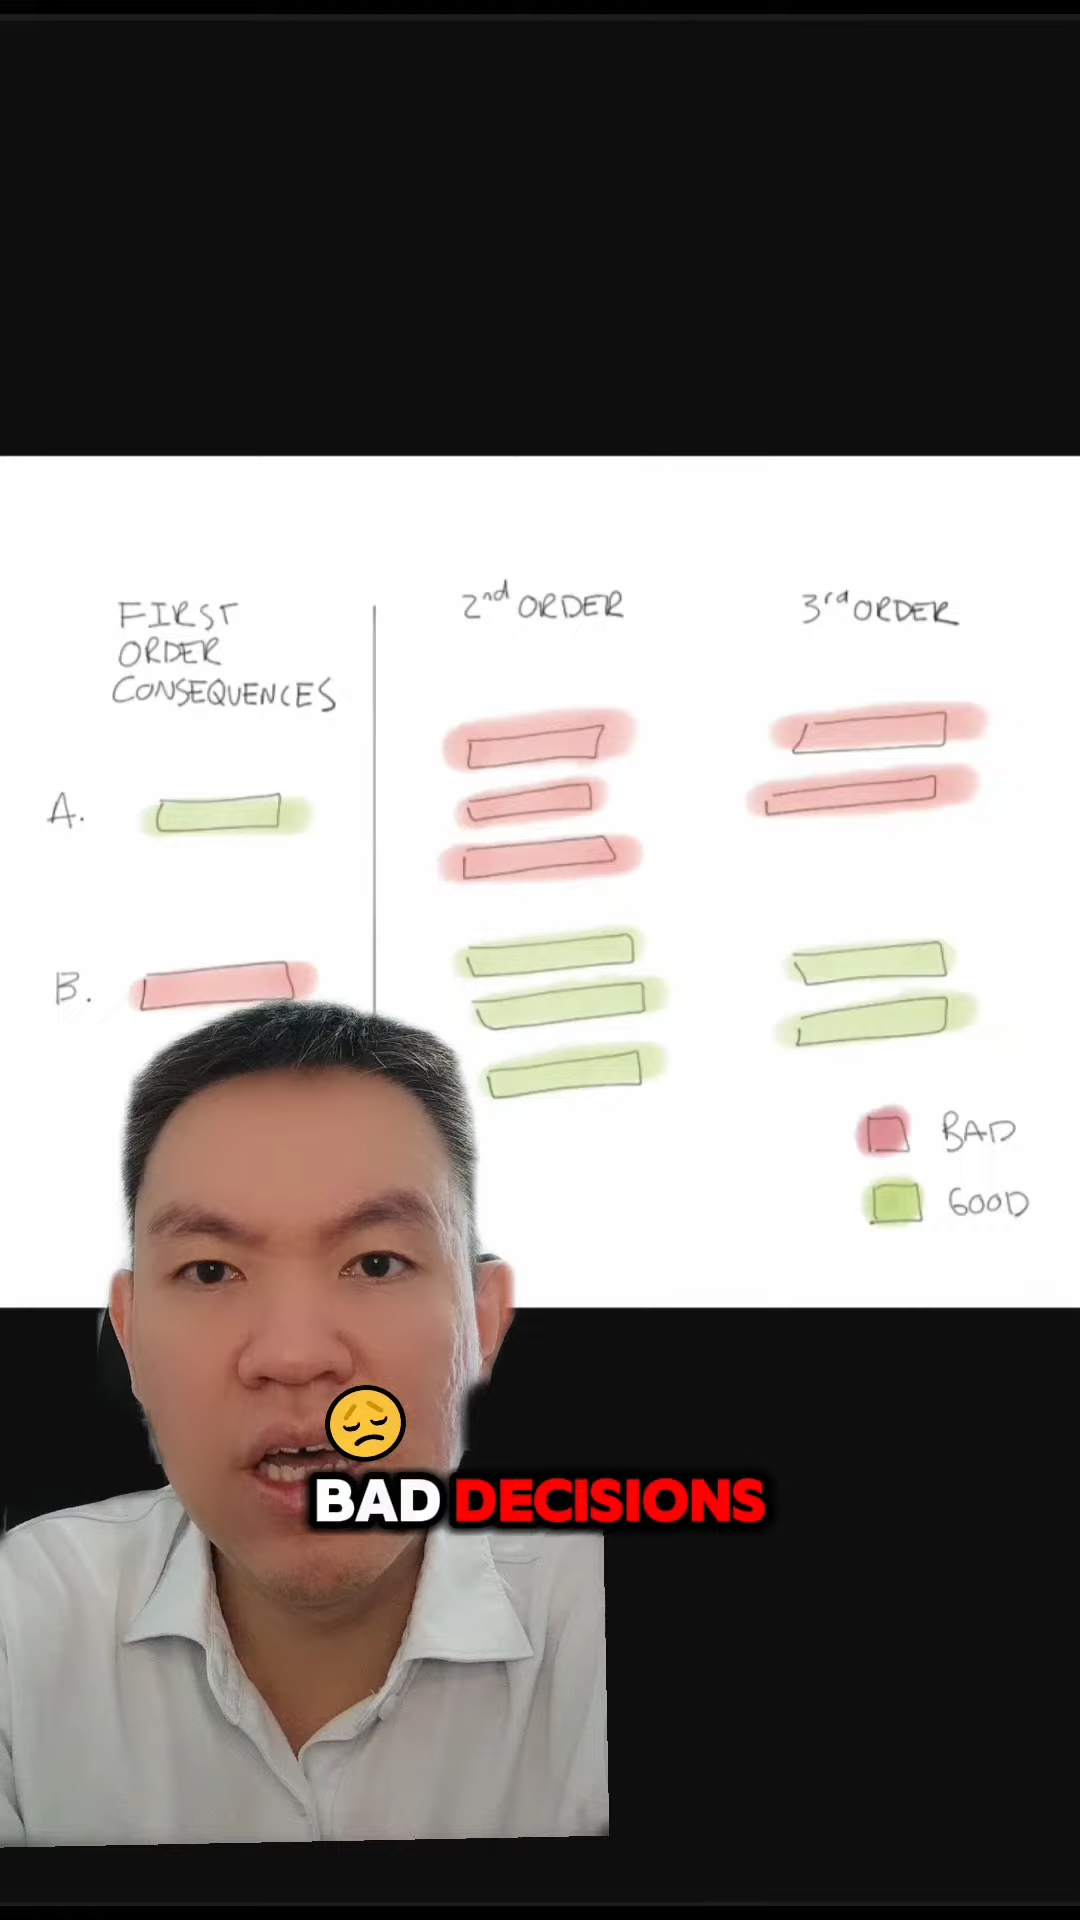 FIRST
ORDER
CONSEQUENCES
2nd ORDER
3rd ORDER
A.
B.
BAD
GOOD
BAD DECISIONS